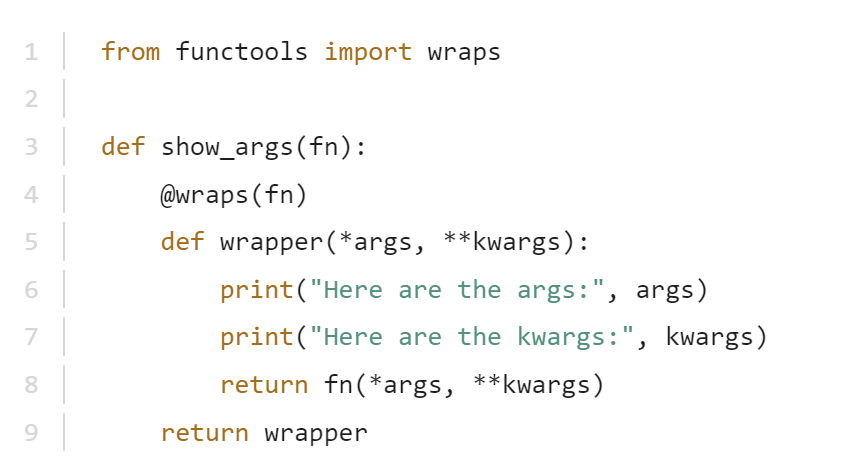 1 from functools import wraps
2
3 def show_args(fn):
4     @wraps(fn)
5     def wrapper(*args, **kwargs):
6         print("Here are the args:", args)
7         print("Here are the kwargs:", kwargs)
8         return fn(*args, **kwargs)
9     return wrapper